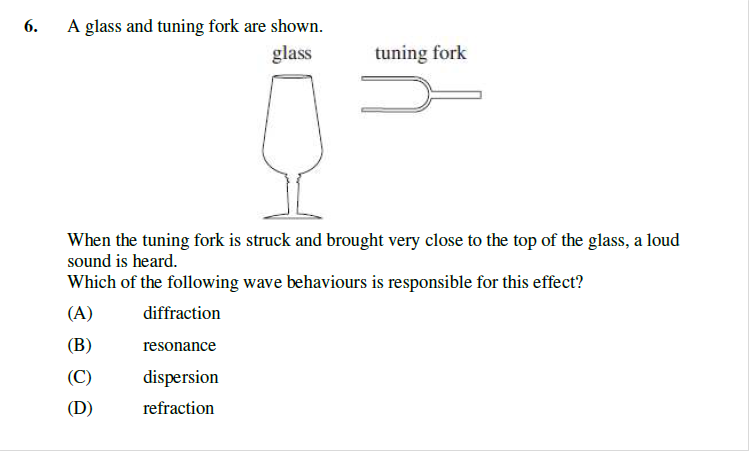 6. A glass and tuning fork are shown.
glass tuning fork
When the tuning fork is struck and brought very close to the top of the glass, a loud
sound is heard.
Which of the following wave behaviours is responsible for this effect?
(A) diffraction
(B) resonance
(C) dispersion
(D) refraction